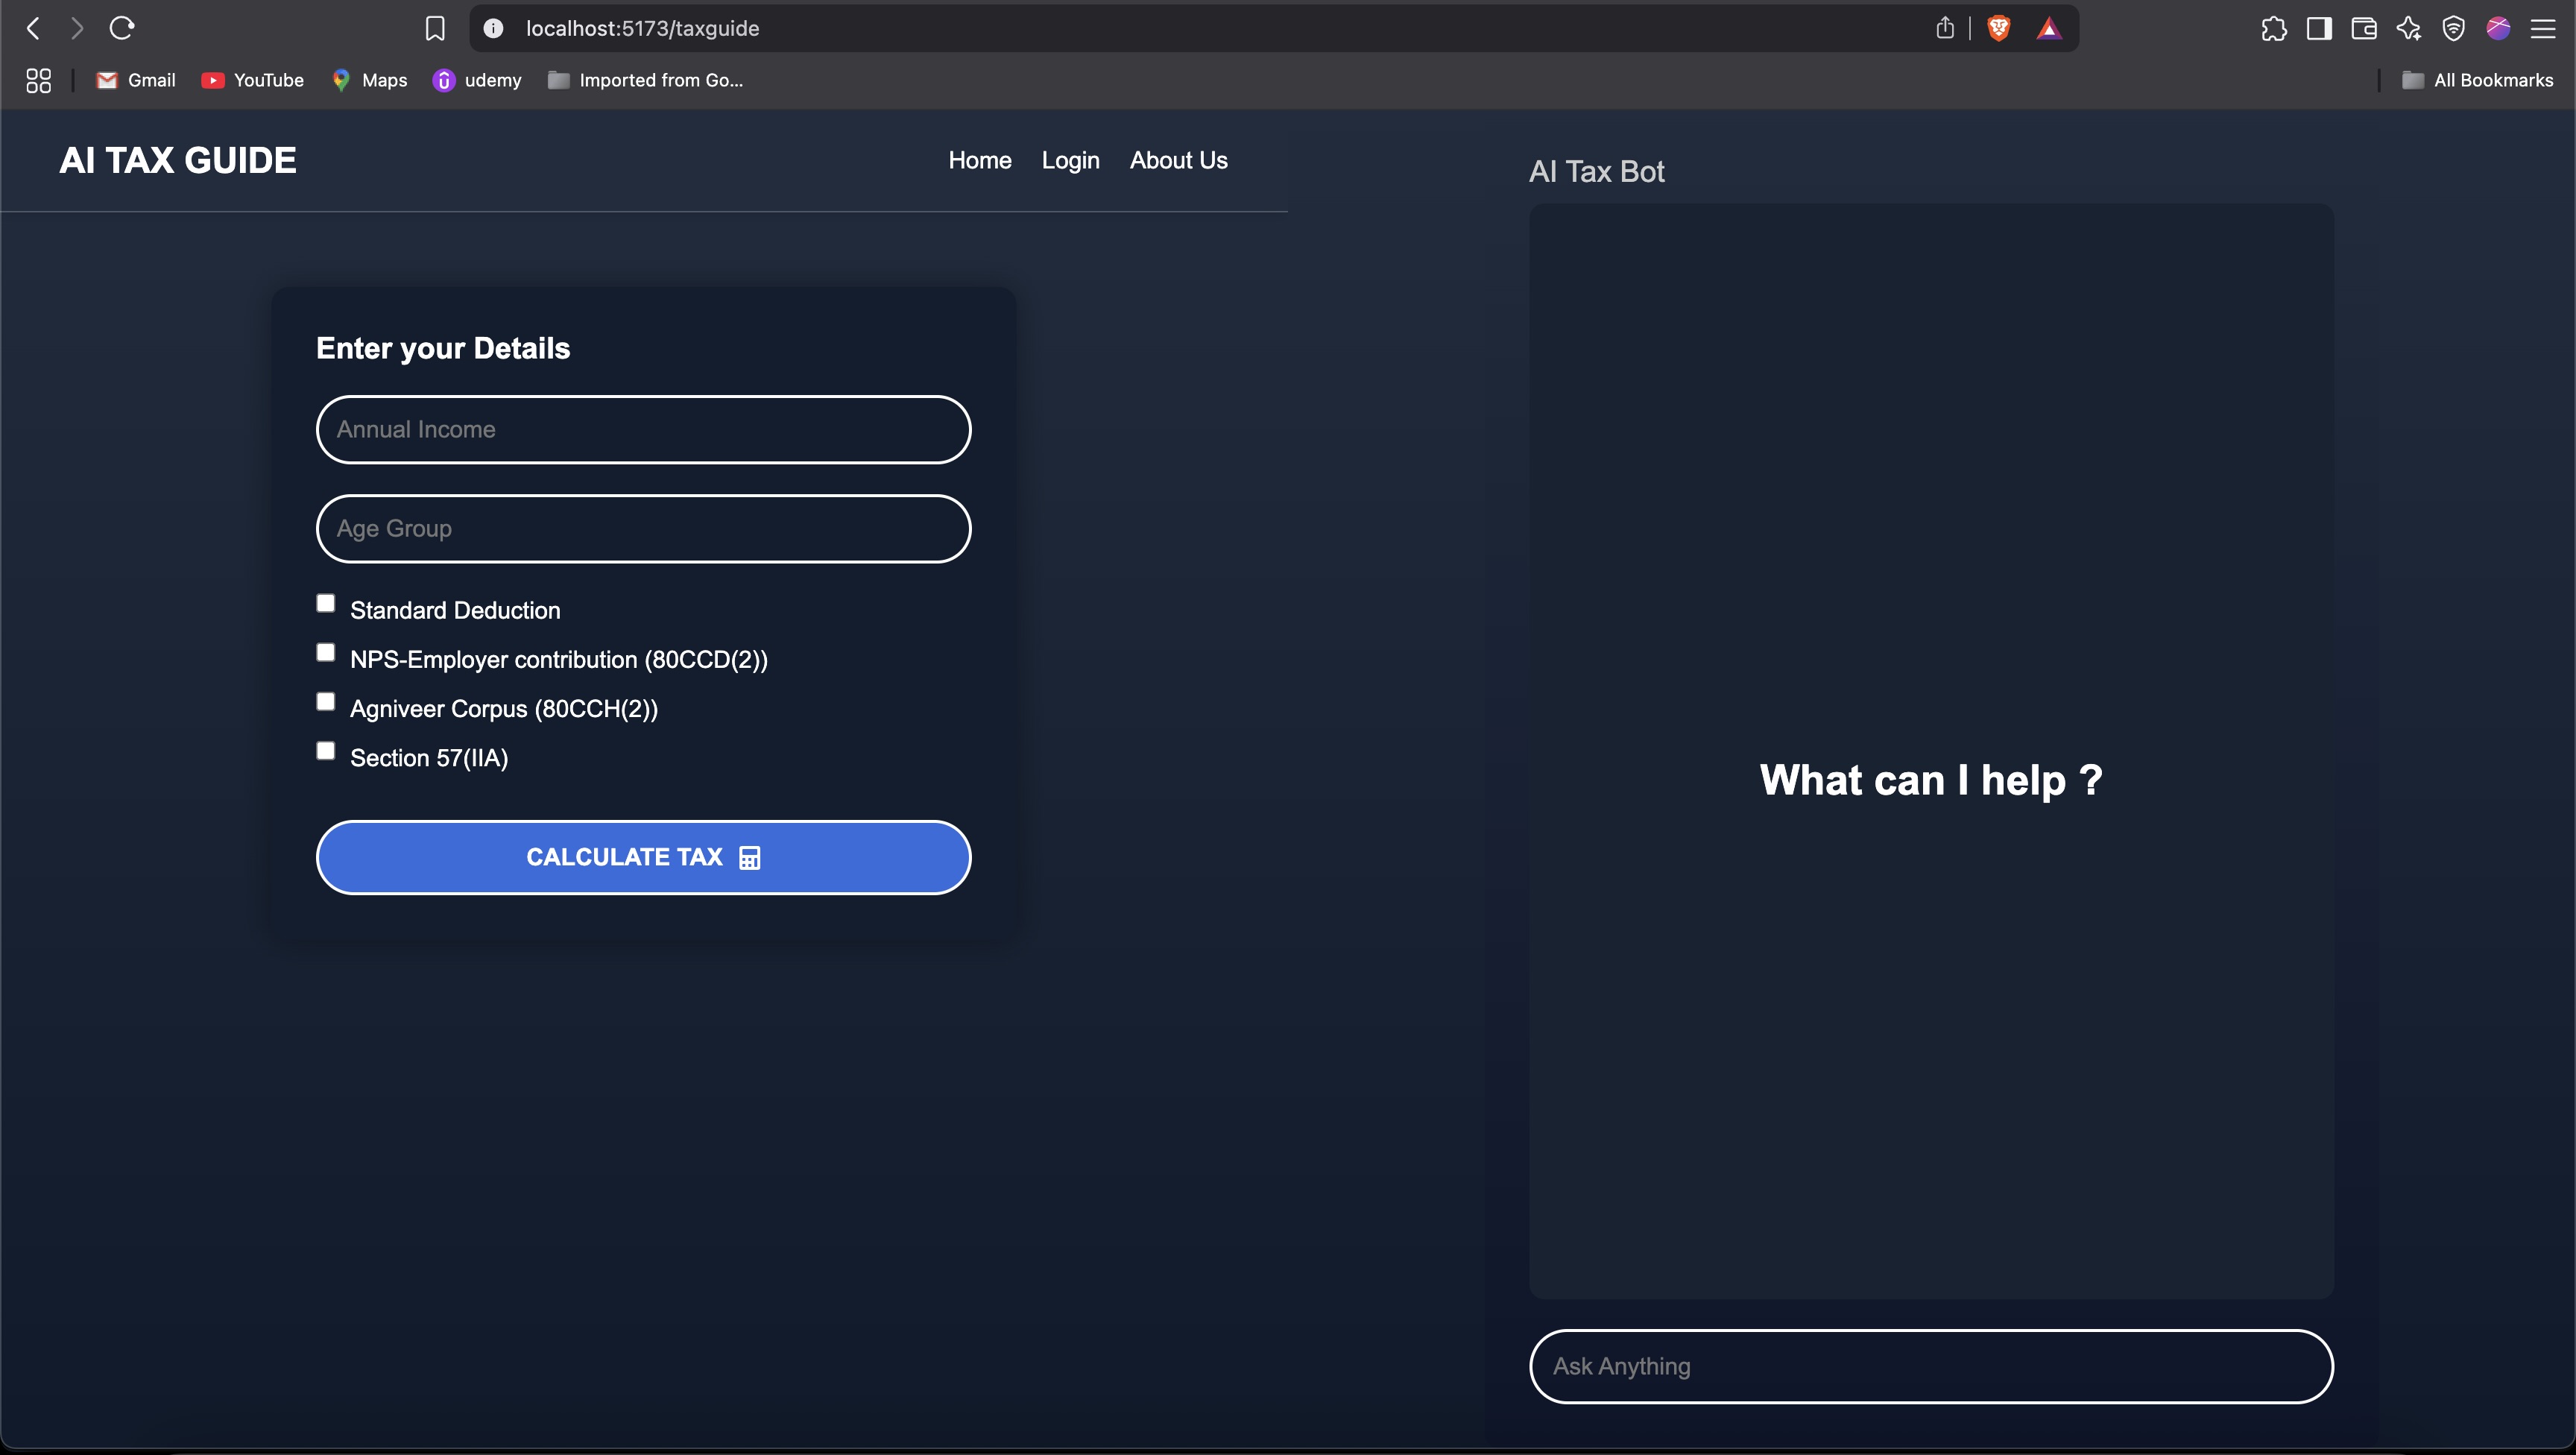 localhost:5173/taxguide
Gmail YouTube Maps udemy Imported from Go... All Bookmarks
AI TAX GUIDE
Home Login About Us
Enter your Details
Annual Income
Age Group
Standard Deduction
NPS-Employer contribution (80CCD(2))
Agniveer Corpus (80CCH(2))
Section 57(IIA)
CALCULATE TAX
AI Tax Bot
What can I help ?
Ask Anything